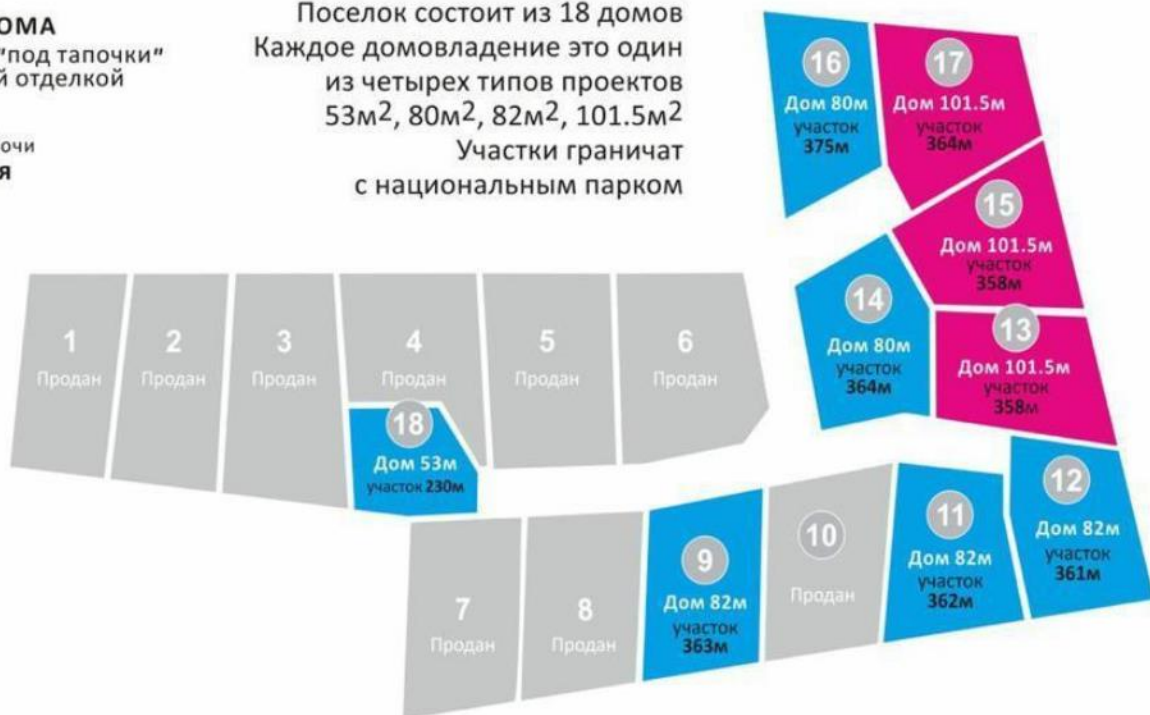 ОМА
"под тапочки"
й отделкой
очи
я
Поселок состоит из 18 домов
Каждое домовладение это один
из четырех типов проектов
53м2, 80м2, 82м2, 101.5м2
Участки граничат
с национальным парком
16
Дом 80м
участок
375м
17
Дом 101.5м
участок
364м
15
Дом 101.5м
участок
358м
14
Дом 80м
участок
364м
13
Дом 101.5м
участок
358м
1
Продан
2
Продан
3
Продан
4
Продан
5
Продан
6
Продан
18
Дом 53м
участок 230м
7
Продан
8
Продан
9
Дом 82м
участок
363м
10
Продан
11
Дом 82м
участок
362м
12
Дом 82м
участок
361м